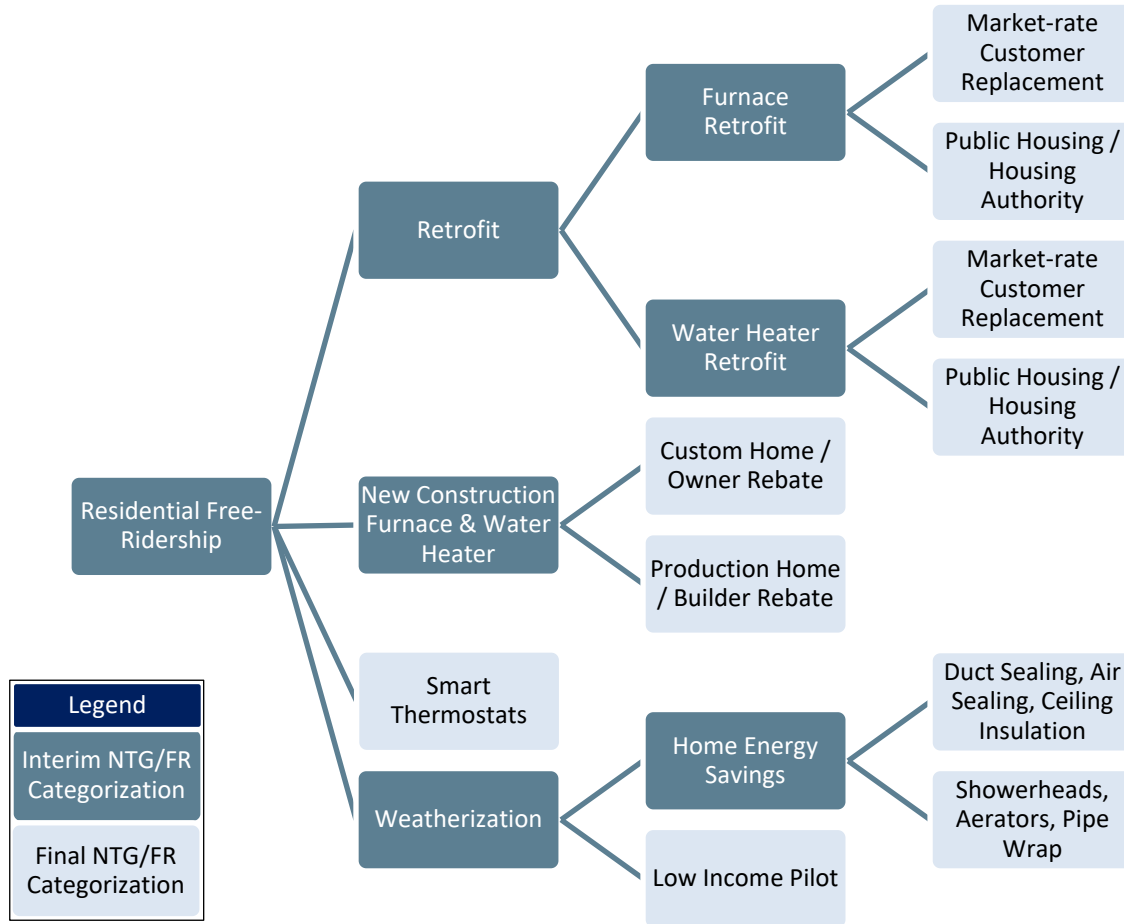 Residential Free-
Ridership
Retrofit
Furnace
Retrofit
Market-rate
Customer
Replacement
Public Housing /
Housing
Authority
Water Heater
Retrofit
Market-rate
Customer
Replacement
Public Housing /
Housing
Authority
New Construction
Furnace & Water
Heater
Custom Home /
Owner Rebate
Production Home
/ Builder Rebate
Smart
Thermostats
Weatherization
Home Energy
Savings
Duct Sealing, Air
Sealing, Ceiling
Insulation
Showerheads,
Aerators, Pipe
Wrap
Low Income Pilot
Legend
Interim NTG/FR
Categorization
Final NTG/FR
Categorization